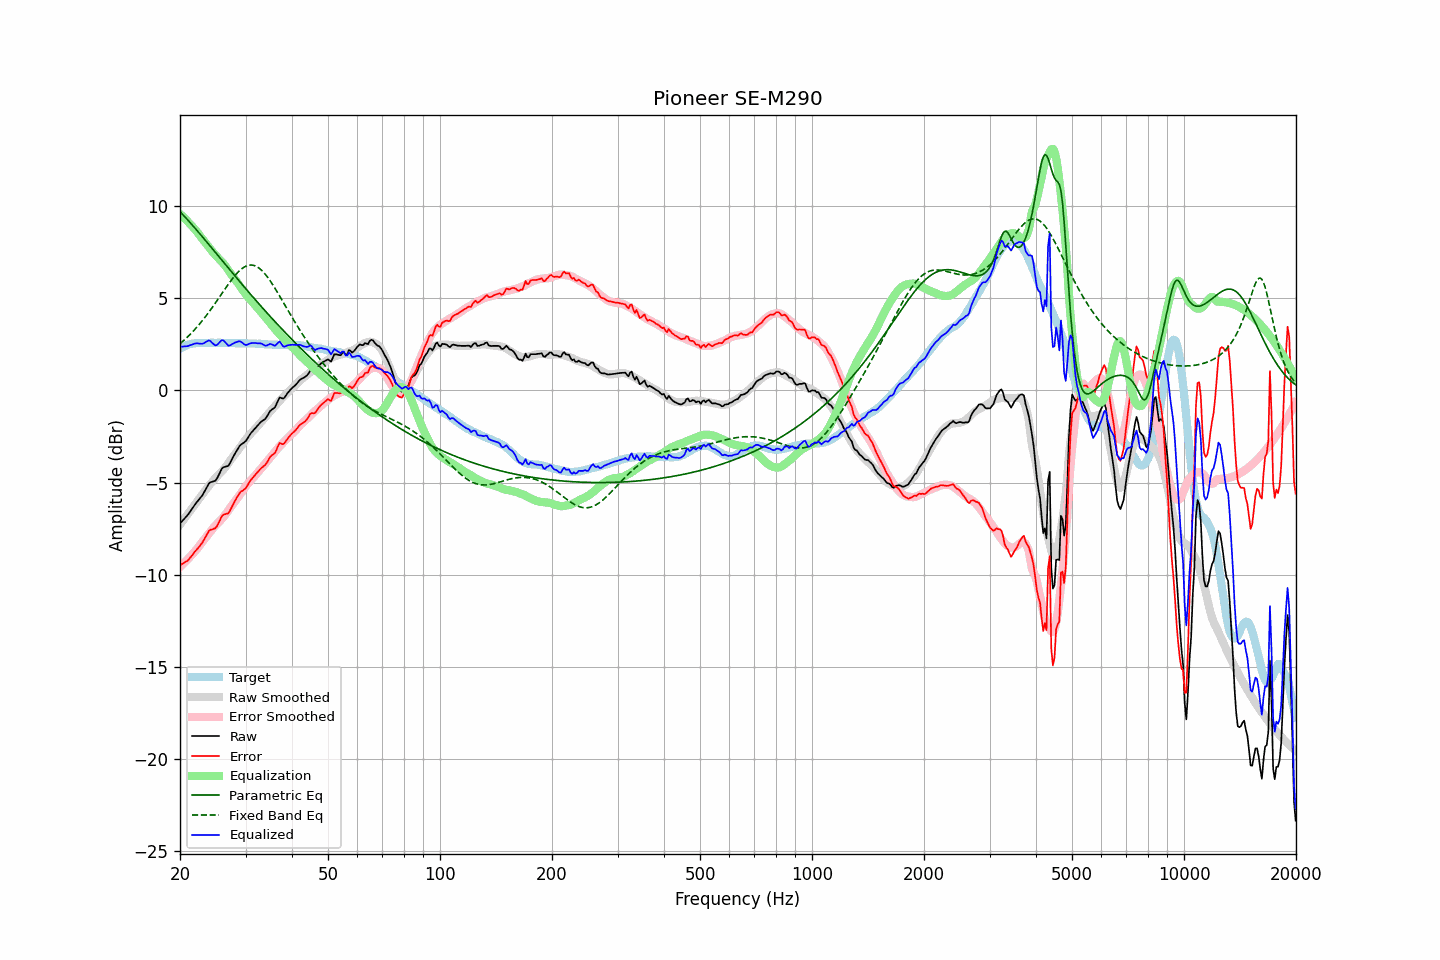 Pioneer SE-M290
Amplitude (dBr)
10
5
0
−5
−10
−15
−20
−25
Target
Raw Smoothed
Error Smoothed
Raw
Error
Equalization
Parametric Eq
Fixed Band Eq
Equalized
20 50 100 200 500 1000 2000 5000 10000 20000
Frequency (Hz)